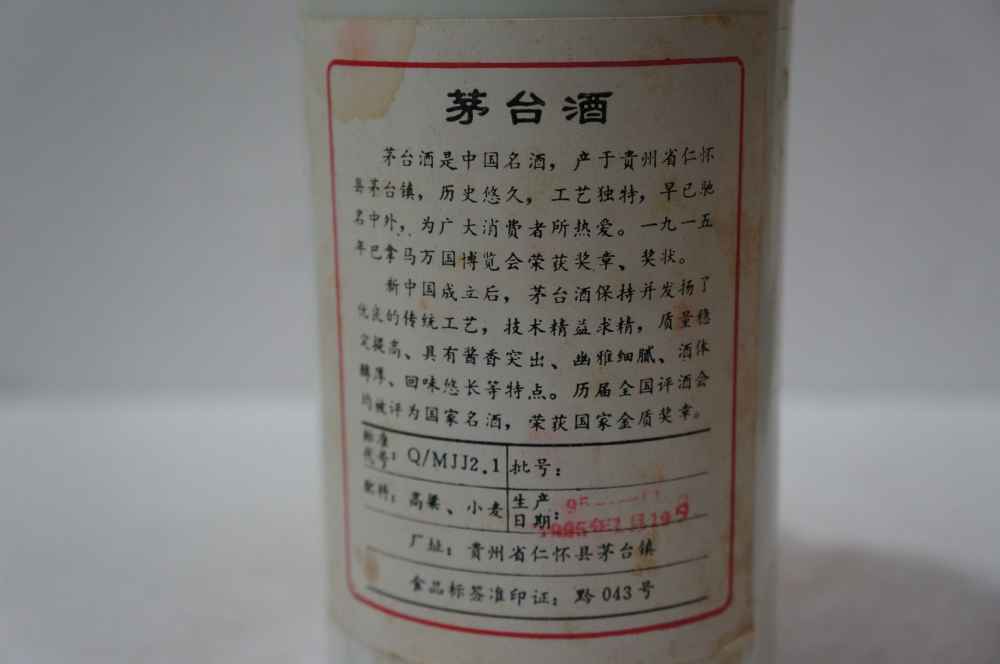 茅台酒
茅台酒是中国名酒，产于贵州省仁怀
县茅台镇，历史悠久，工艺独特，早已驰
名中外，为广大消费者所热爱。一九一五
年巴拿马万国博览会荣获奖章、奖状。
新中国成立后，茅台酒保持并发扬了
优良的传统工艺，技术精益求精，质量稳
定提高、具有酱香突出、幽雅细腻、酒体
醇厚、回味悠长等特点。历届全国评酒会
均被评为国家名酒，荣获国家金质奖章。
标准代号：Q/MJJ2.1 批号：
配料：高粱、小麦 生产日期：
厂址：贵州省仁怀县茅台镇
食品标签准印证：黔 043 号